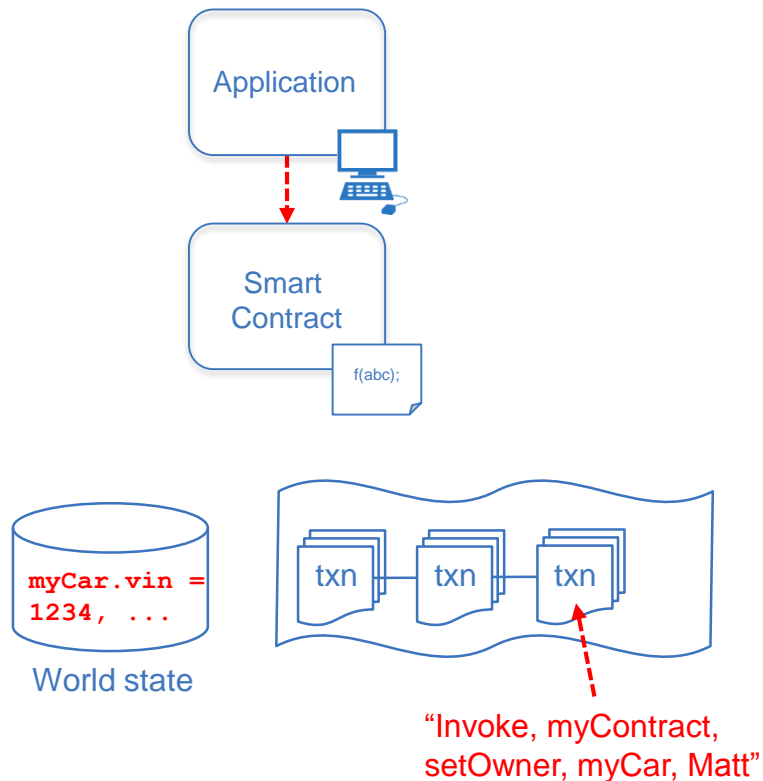 Application
Smart
Contract
f(abc);
myCar.vin =
1234, ...
World state
txn
txn
txn
“Invoke, myContract,
setOwner, myCar, Matt”